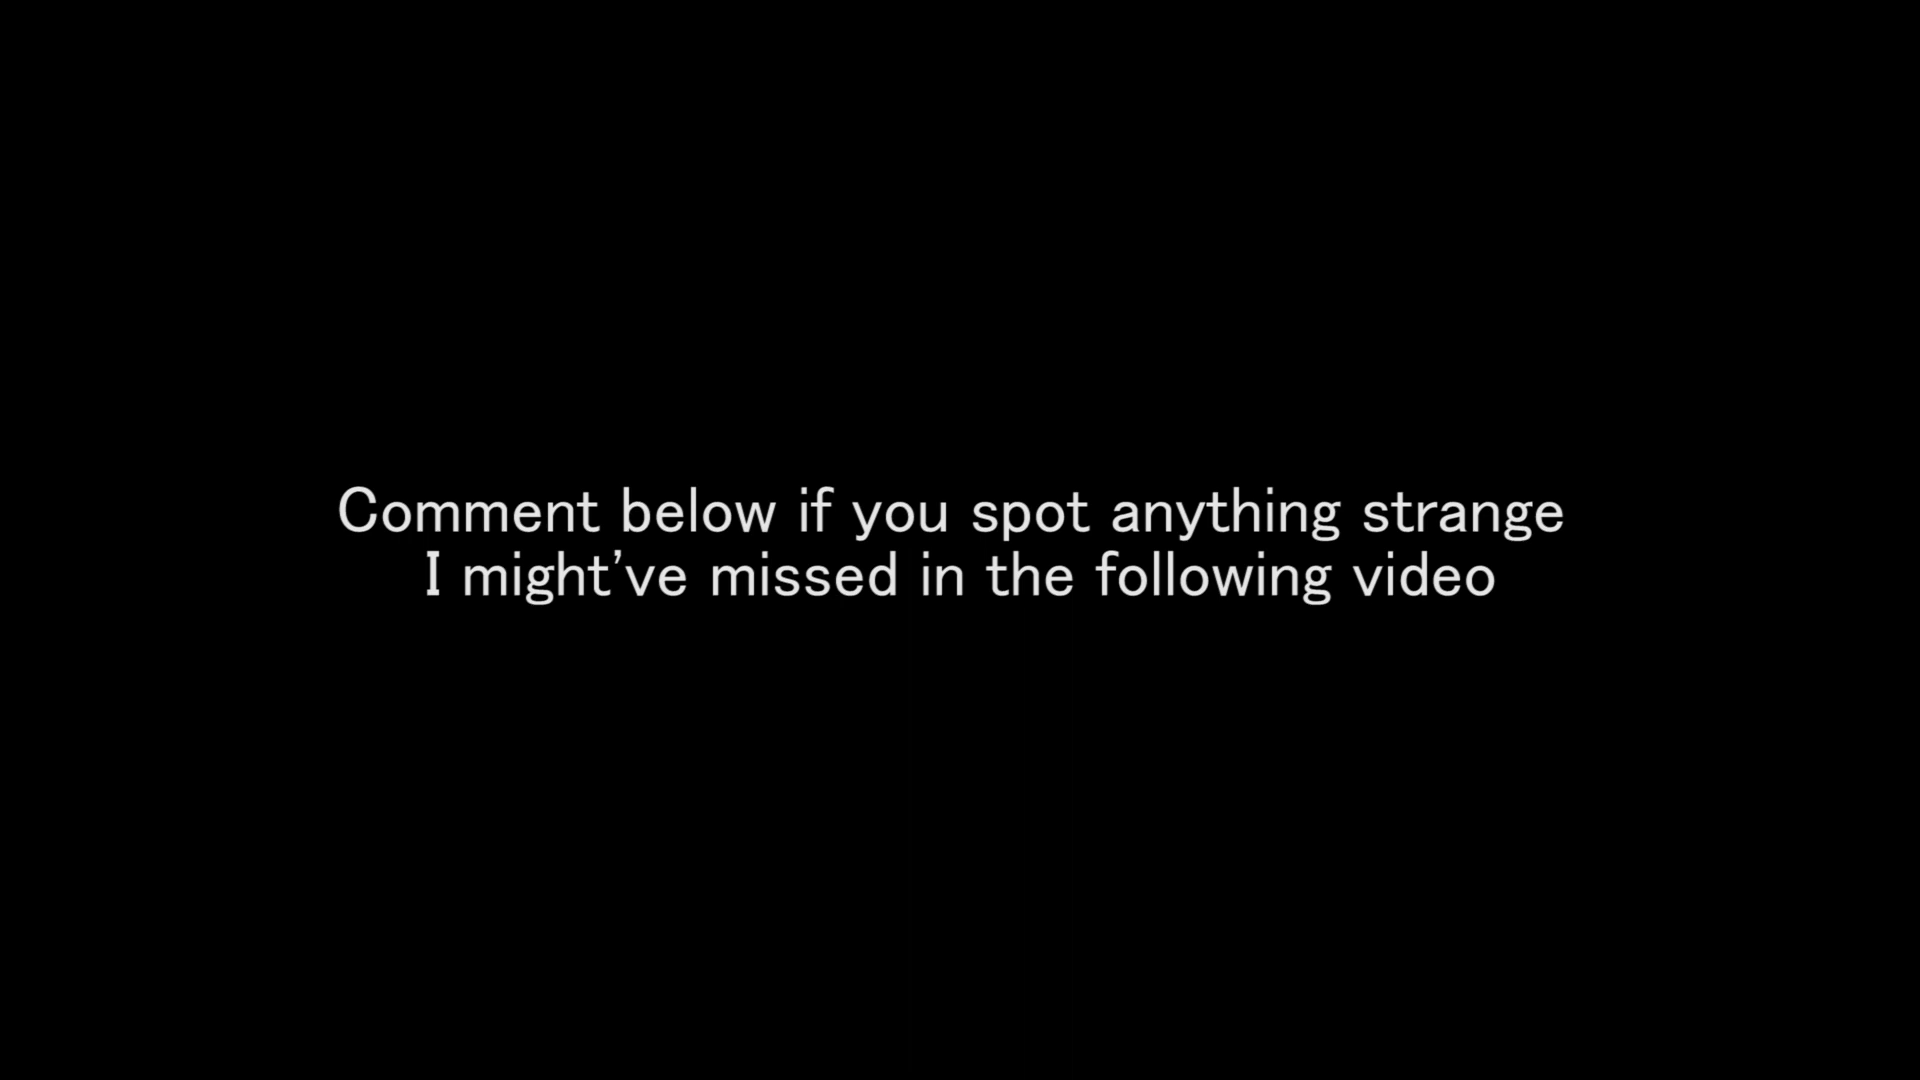 Comment below if you spot anything strange
I might've missed in the following video